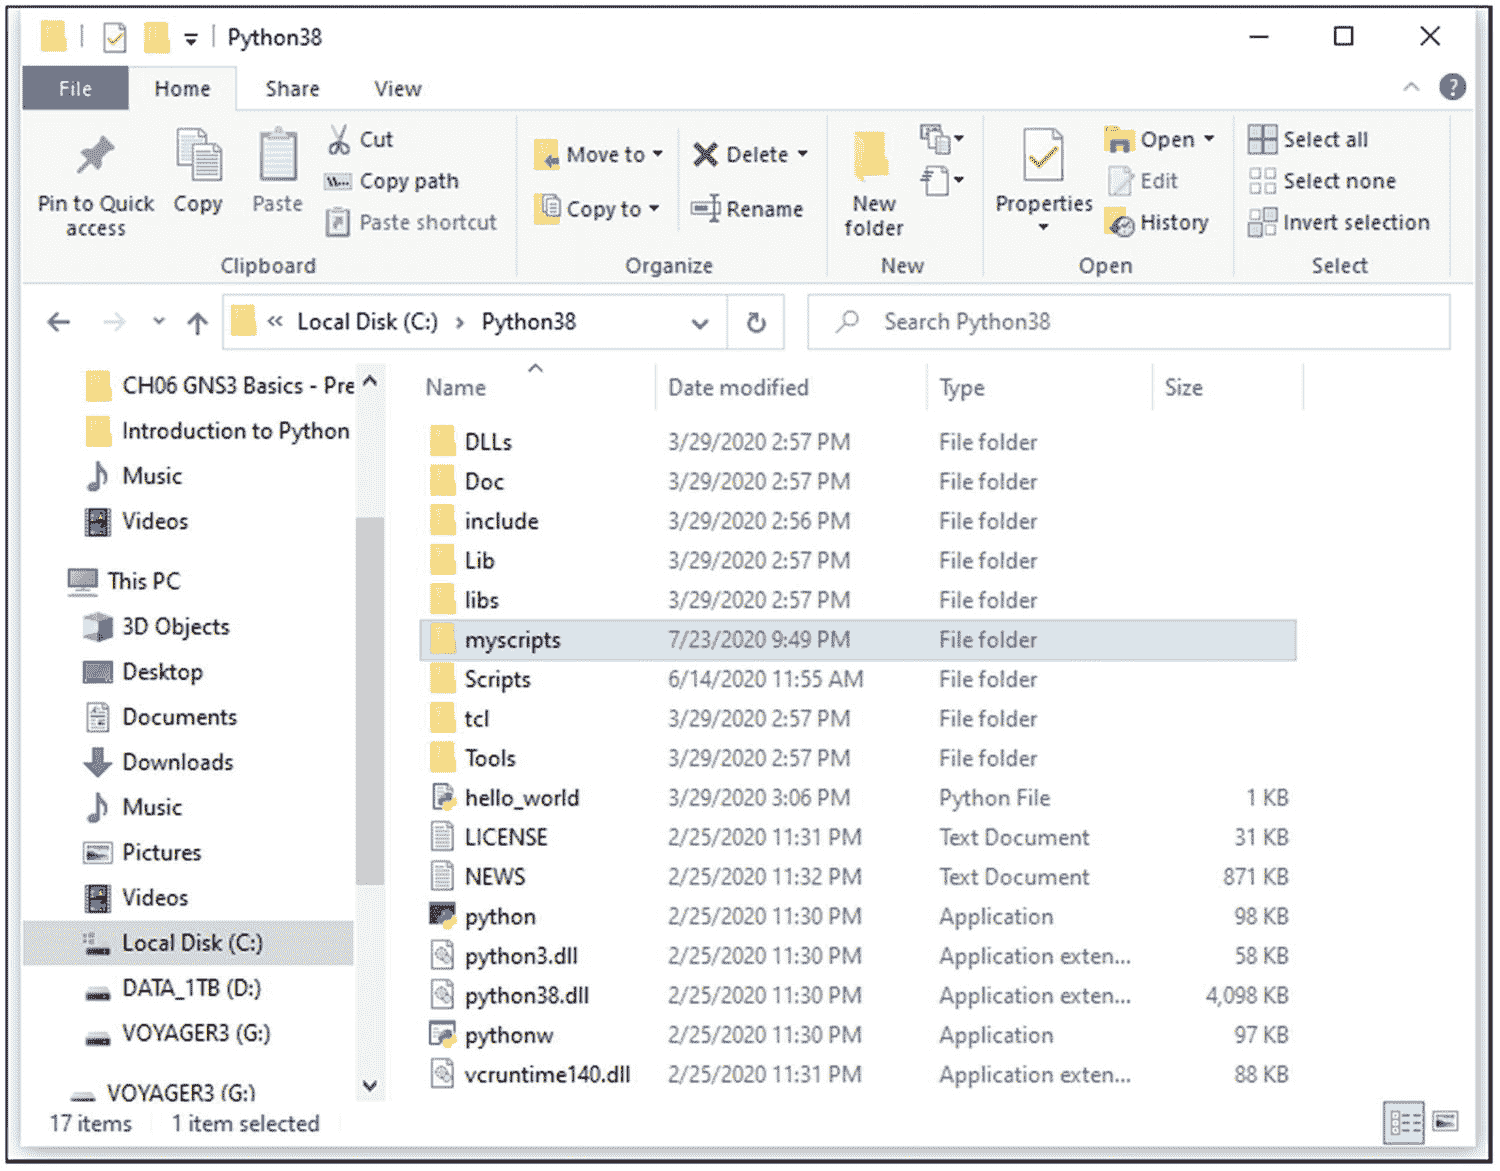 Python38
File Home Share View
Pin to Quick access
Copy
Paste
Cut
Copy path
Paste shortcut
Clipboard
Move to
Copy to
Delete
Rename
Organize
New folder
New
Properties
Open
Edit
History
Open
Select all
Select none
Invert selection
Select
« Local Disk (C:) › Python38
Search Python38
CH06 GNS3 Basics - Pre
Introduction to Python
Music
Videos
This PC
3D Objects
Desktop
Documents
Downloads
Music
Pictures
Videos
Local Disk (C:)
DATA_1TB (D:)
VOYAGER3 (G:)
VOYAGER3 (G:)
Name Date modified Type Size
DLLs 3/29/2020 2:57 PM File folder
Doc 3/29/2020 2:57 PM File folder
include 3/29/2020 2:56 PM File folder
Lib 3/29/2020 2:57 PM File folder
libs 3/29/2020 2:57 PM File folder
myscripts 7/23/2020 9:49 PM File folder
Scripts 6/14/2020 11:55 AM File folder
tcl 3/29/2020 2:57 PM File folder
Tools 3/29/2020 2:57 PM File folder
hello_world 3/29/2020 3:06 PM Python File 1 KB
LICENSE 2/25/2020 11:31 PM Text Document 31 KB
NEWS 2/25/2020 11:32 PM Text Document 871 KB
python 2/25/2020 11:30 PM Application 98 KB
python3.dll 2/25/2020 11:30 PM Application exten... 58 KB
python38.dll 2/25/2020 11:30 PM Application exten... 4,098 KB
pythonw 2/25/2020 11:30 PM Application 97 KB
vcruntime140.dll 2/25/2020 11:31 PM Application exten... 88 KB
17 items 1 item selected